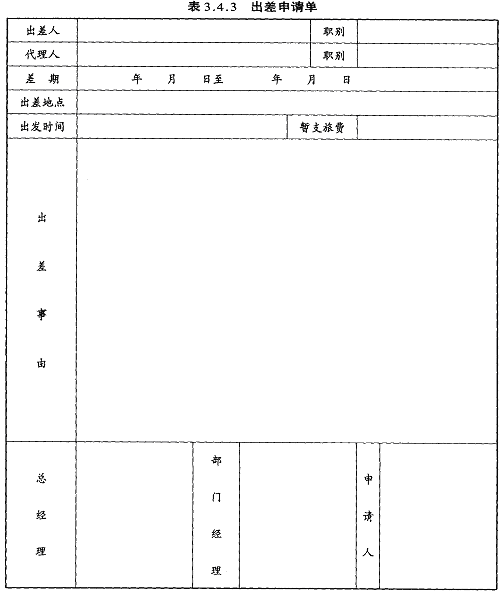 表3.4.3 出差申请单
出差人 职别
代理人 职别
差 期 年 月 日至 年 月 日
出差地点
出发时间 暂支旅费
出差事由
总经理 部门经理 申请人